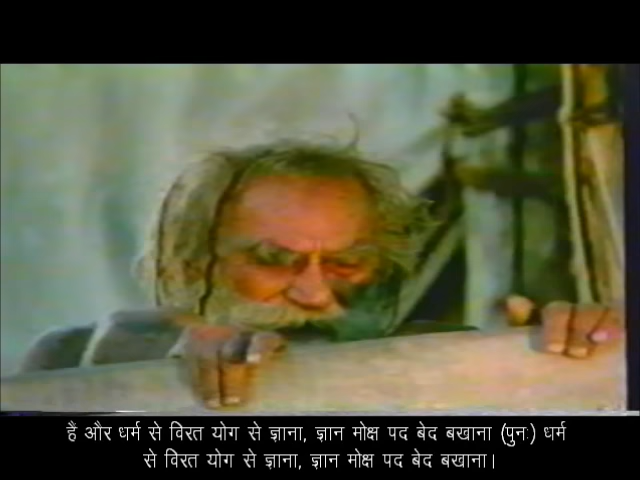 हैं और धर्म से विरत योग से ज्ञाना, ज्ञान मोक्ष पद बेद बखाना (पुनः) धर्म
से विरत योग से ज्ञाना, ज्ञान मोक्ष पद बेद बखाना।